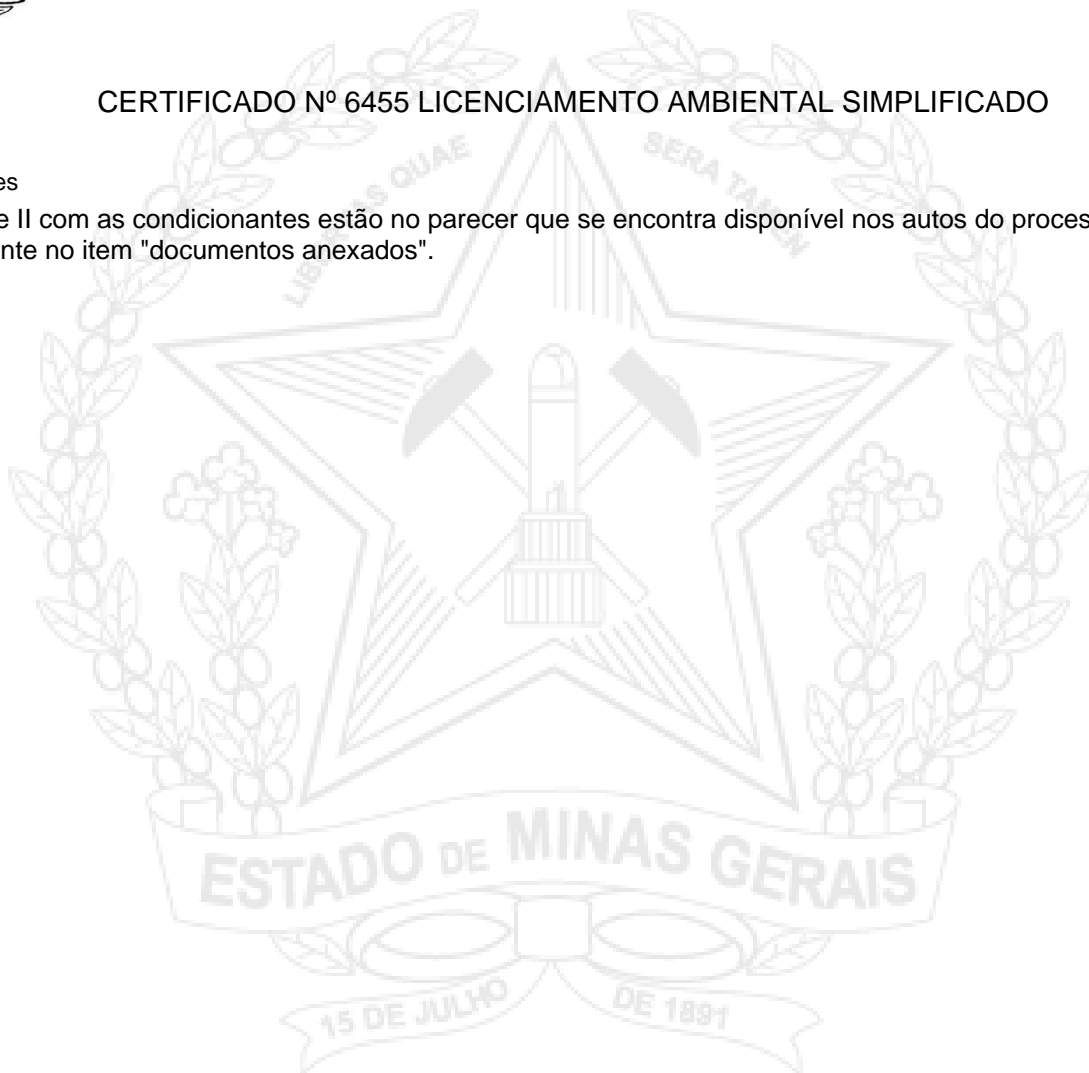 CERTIFICADO Nº 6455 LICENCIAMENTO AMBIENTAL SIMPLIFICADO
es
e II com as condicionantes estão no parecer que se encontra disponível nos autos do proces
nte no item "documentos anexados".
LIBERTAS QUAE SERA TAMEN
ESTADO DE MINAS GERAIS
15 DE JULHO DE 1891